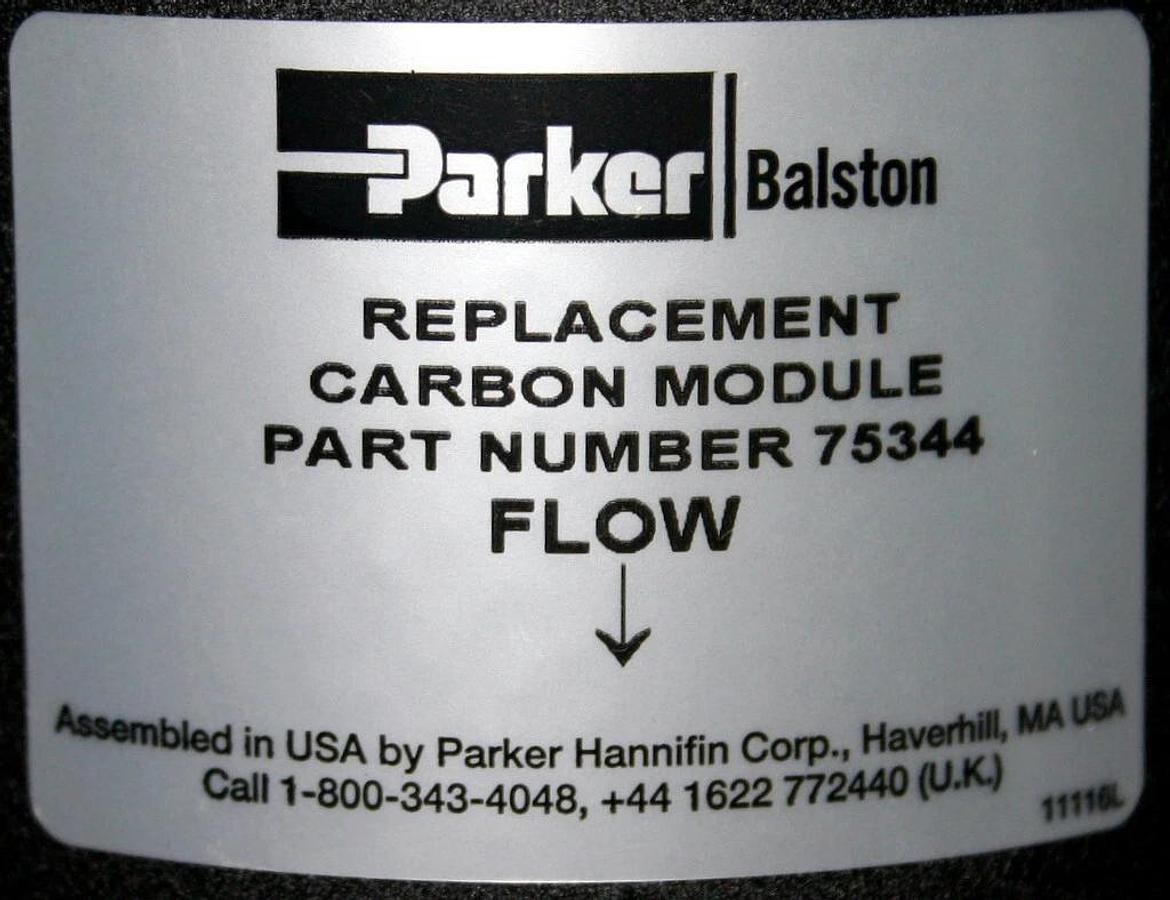 Parker Balston
REPLACEMENT
CARBON MODULE
PART NUMBER 75344
FLOW
Assembled in USA by Parker Hannifin Corp., Haverhill, MA USA
Call 1-800-343-4048, +44 1622 772440 (U.K.)
11116L